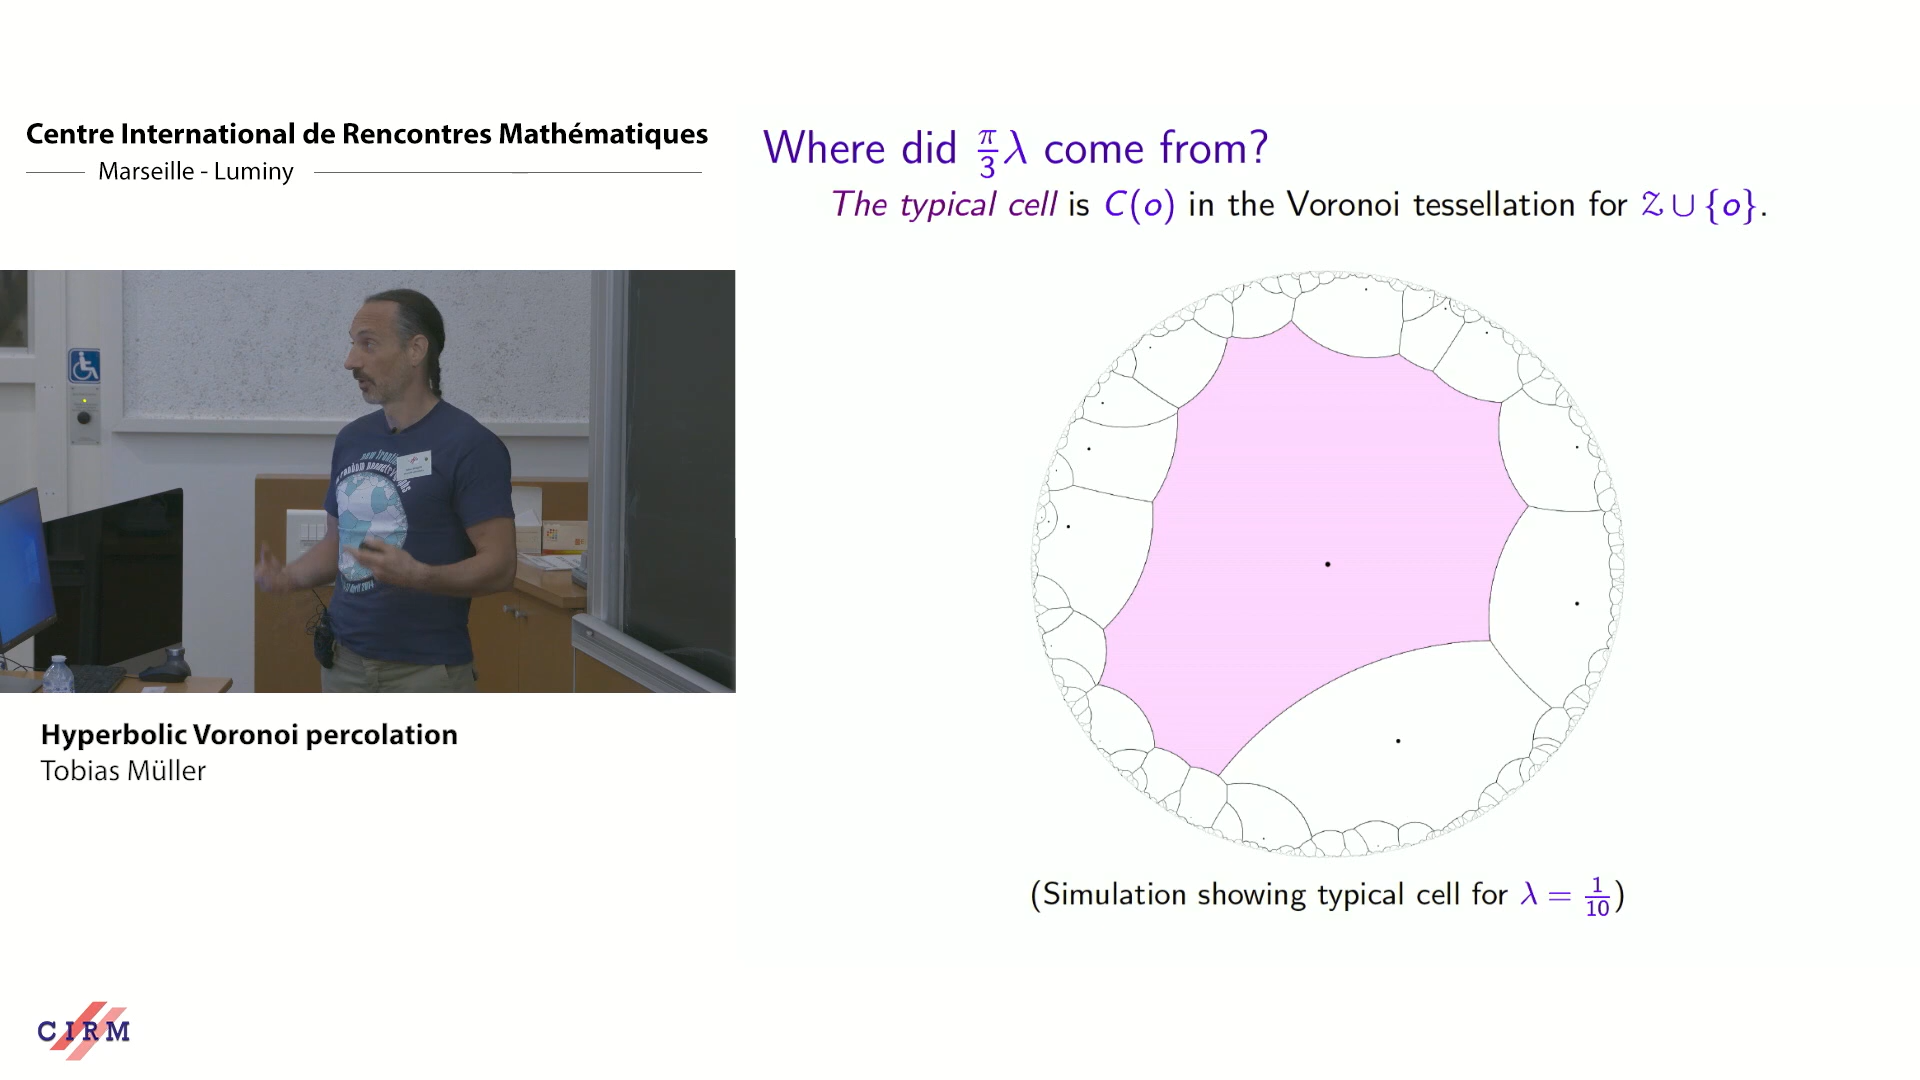 Centre International de Rencontres Mathématiques
Marseille - Luminy
Where did π/3 λ come from?
The typical cell is C(o) in the Voronoi tessellation for 𝒵 ∪ {o}.
Hyperbolic Voronoi percolation
Tobias Müller
(Simulation showing typical cell for λ = 1/10)
CIRM